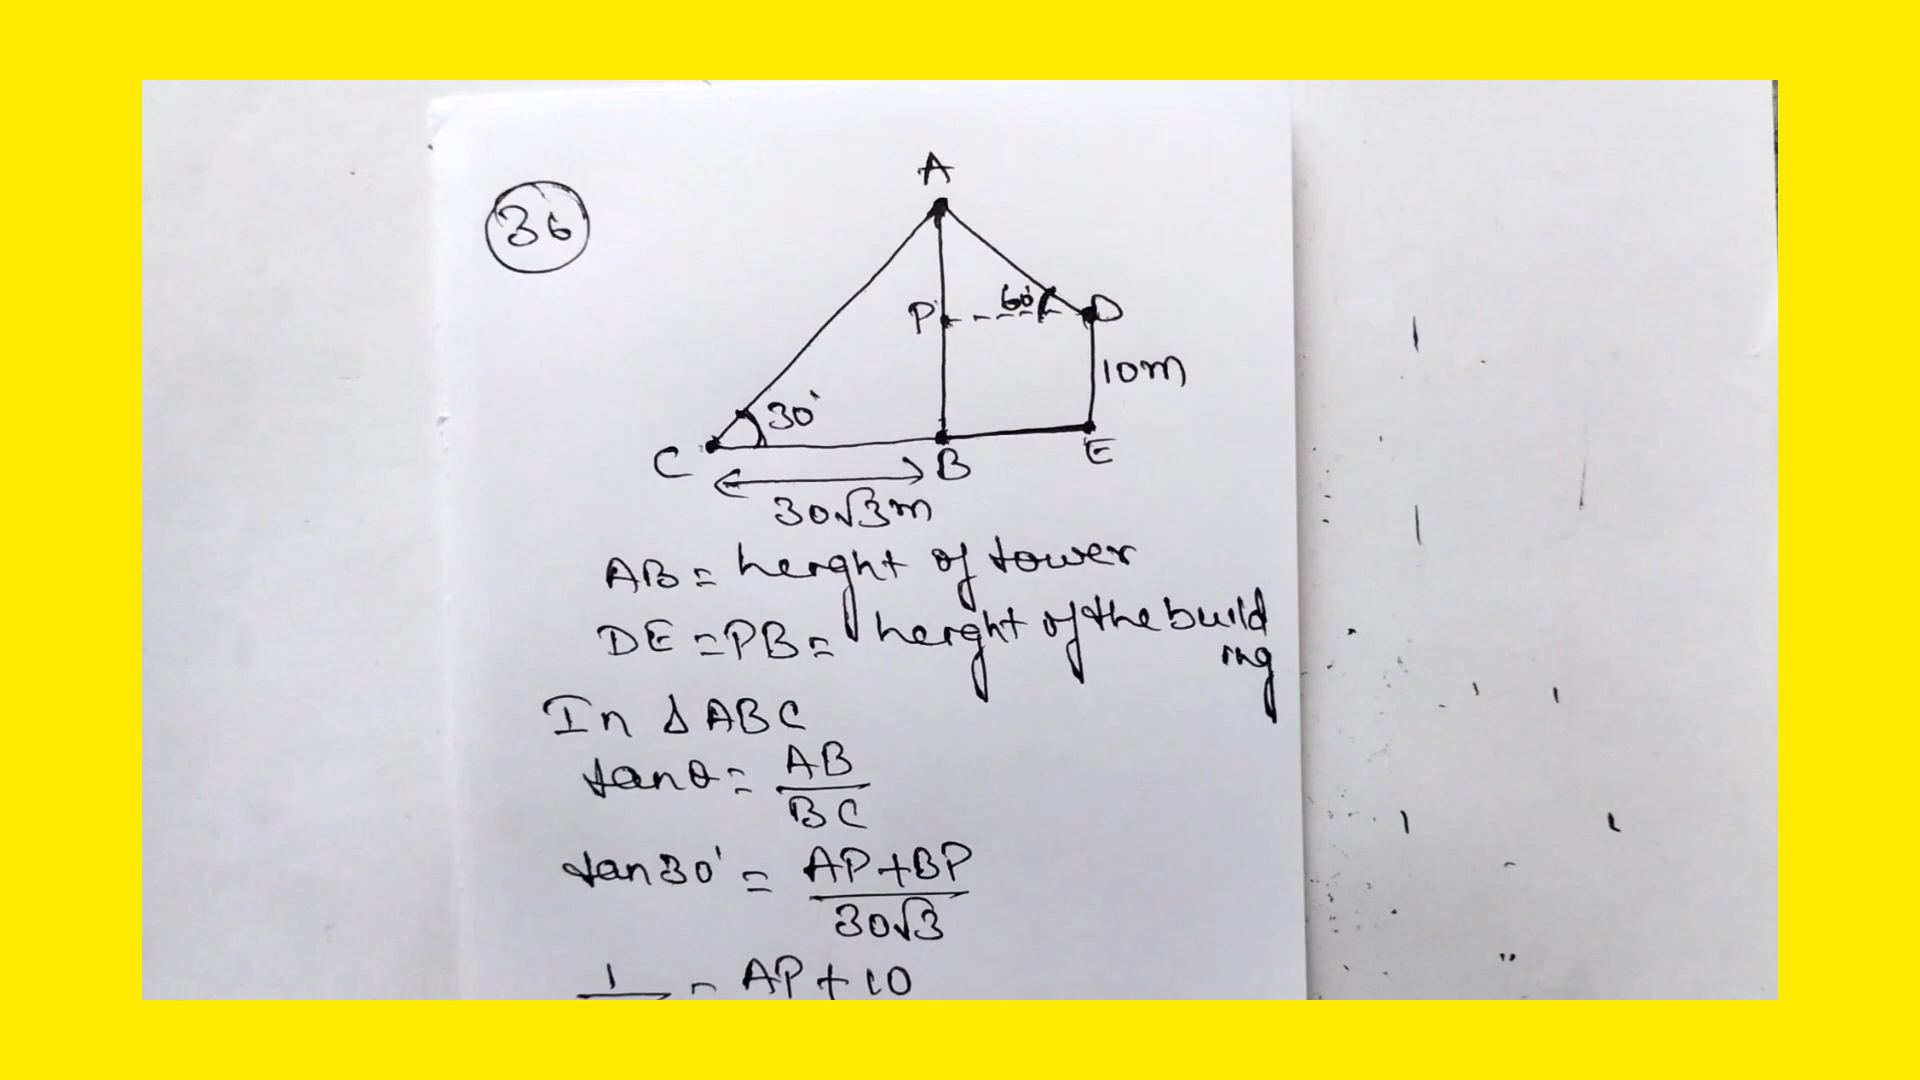 36
A
P 60° D
10m
30°
C B E
30√3m
AB = height of tower
DE = PB = height of the build
ing
In Δ ABC
tanθ = AB
BC
tan30° = AP+BP
30√3
1 = AP+10